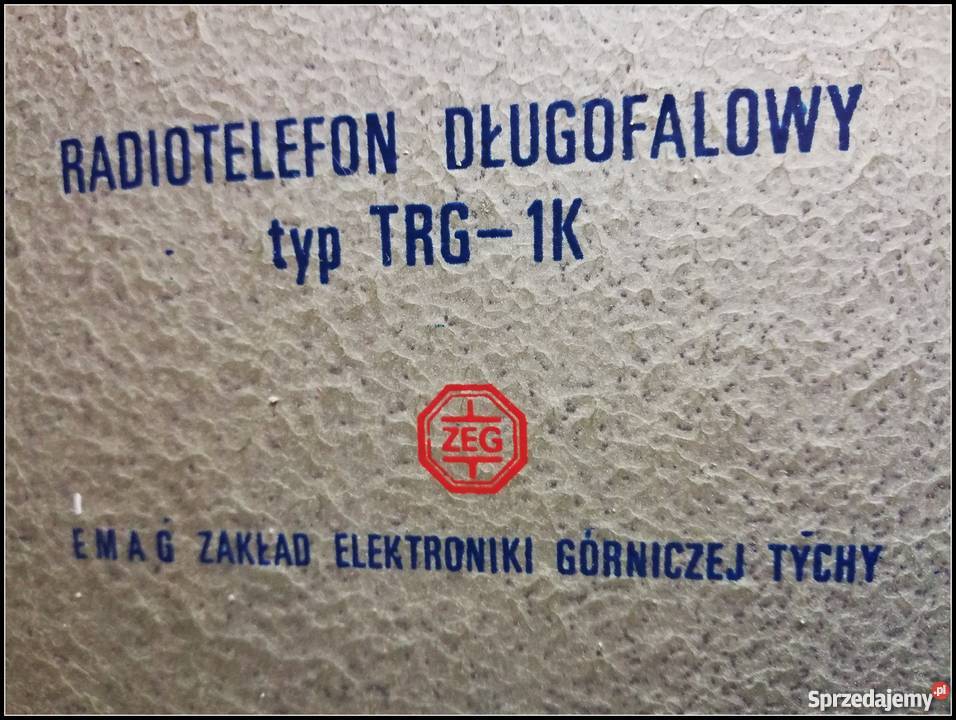 RADIOTELEFON DŁUGOFALOWY
typ TRG-1K
ZEG
EMAG ZAKŁAD ELEKTRONIKI GÓRNICZEJ TYCHY
Sprzedajemy.pl